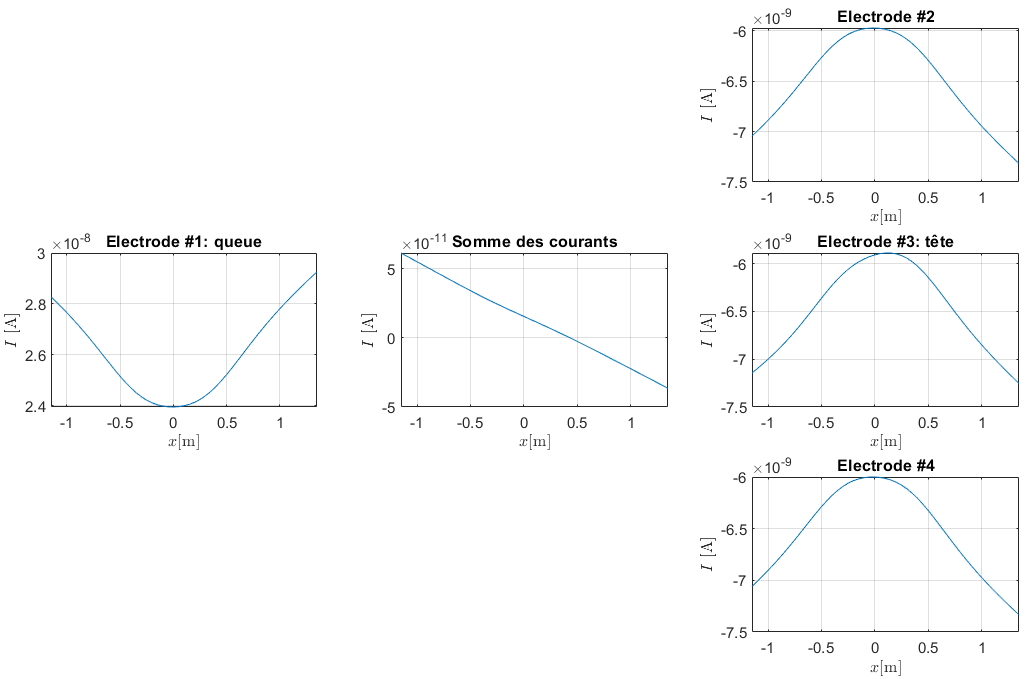 ×10⁻⁹ Electrode #2
-6
-6.5
-7
-7.5
I [A]
-1 -0.5 0 0.5 1
x[m]
×10⁻⁸ Electrode #1: queue
3
2.8
2.6
2.4
I [A]
-1 -0.5 0 0.5 1
x[m]
×10⁻¹¹ Somme des courants
5
0
-5
I [A]
-1 -0.5 0 0.5 1
x[m]
×10⁻⁹ Electrode #3: tête
-6
-6.5
-7
-7.5
I [A]
-1 -0.5 0 0.5 1
x[m]
×10⁻⁹ Electrode #4
-6
-6.5
-7
-7.5
I [A]
-1 -0.5 0 0.5 1
x[m]